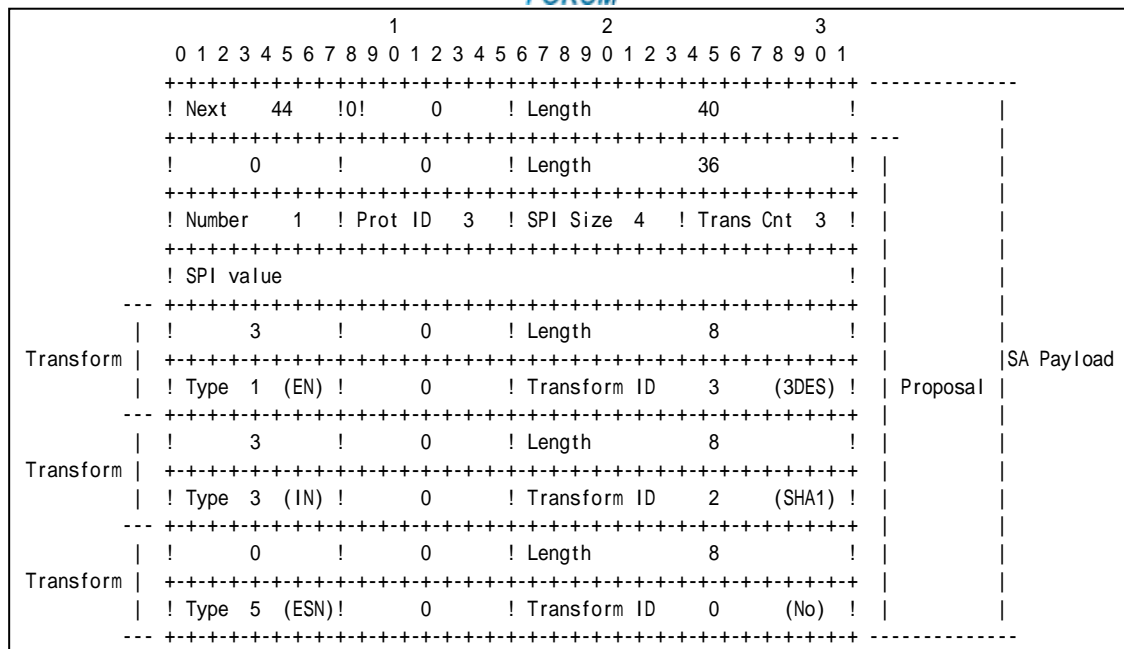 FORUM
                    1                   2                   3
0 1 2 3 4 5 6 7 8 9 0 1 2 3 4 5 6 7 8 9 0 1 2 3 4 5 6 7 8 9 0 1
+-+-+-+-+-+-+-+-+-+-+-+-+-+-+-+-+-+-+-+-+-+-+-+-+-+-+-+-+-+-+-+-+ --------------
! Next 44 !0! 0 ! Length 40 ! |
+-+-+-+-+-+-+-+-+-+-+-+-+-+-+-+-+-+-+-+-+-+-+-+-+-+-+-+-+-+-+-+-+ --- |
! 0 ! 0 ! Length 36 ! | |
+-+-+-+-+-+-+-+-+-+-+-+-+-+-+-+-+-+-+-+-+-+-+-+-+-+-+-+-+-+-+-+-+ | |
! Number 1 ! Prot ID 3 ! SPI Size 4 ! Trans Cnt 3 ! | |
+-+-+-+-+-+-+-+-+-+-+-+-+-+-+-+-+-+-+-+-+-+-+-+-+-+-+-+-+-+-+-+-+ | |
! SPI value ! | |
--- +-+-+-+-+-+-+-+-+-+-+-+-+-+-+-+-+-+-+-+-+-+-+-+-+-+-+-+-+-+-+-+-+ | |
| ! 3 ! 0 ! Length 8 ! | |
Transform | +-+-+-+-+-+-+-+-+-+-+-+-+-+-+-+-+-+-+-+-+-+-+-+-+-+-+-+-+-+-+-+-+ | |SA Payload
| ! Type 1 (EN) ! 0 ! Transform ID 3 (3DES) ! | Proposal |
--- +-+-+-+-+-+-+-+-+-+-+-+-+-+-+-+-+-+-+-+-+-+-+-+-+-+-+-+-+-+-+-+-+ | |
| ! 3 ! 0 ! Length 8 ! | |
Transform | +-+-+-+-+-+-+-+-+-+-+-+-+-+-+-+-+-+-+-+-+-+-+-+-+-+-+-+-+-+-+-+-+ | |
| ! Type 3 (IN) ! 0 ! Transform ID 2 (SHA1) ! | |
--- +-+-+-+-+-+-+-+-+-+-+-+-+-+-+-+-+-+-+-+-+-+-+-+-+-+-+-+-+-+-+-+-+ | |
| ! 0 ! 0 ! Length 8 ! | |
Transform | +-+-+-+-+-+-+-+-+-+-+-+-+-+-+-+-+-+-+-+-+-+-+-+-+-+-+-+-+-+-+-+-+ | |
| ! Type 5 (ESN)! 0 ! Transform ID 0 (No) ! | |
--- +-+-+-+-+-+-+-+-+-+-+-+-+-+-+-+-+-+-+-+-+-+-+-+-+-+-+-+-+-+-+-+-+ --------------